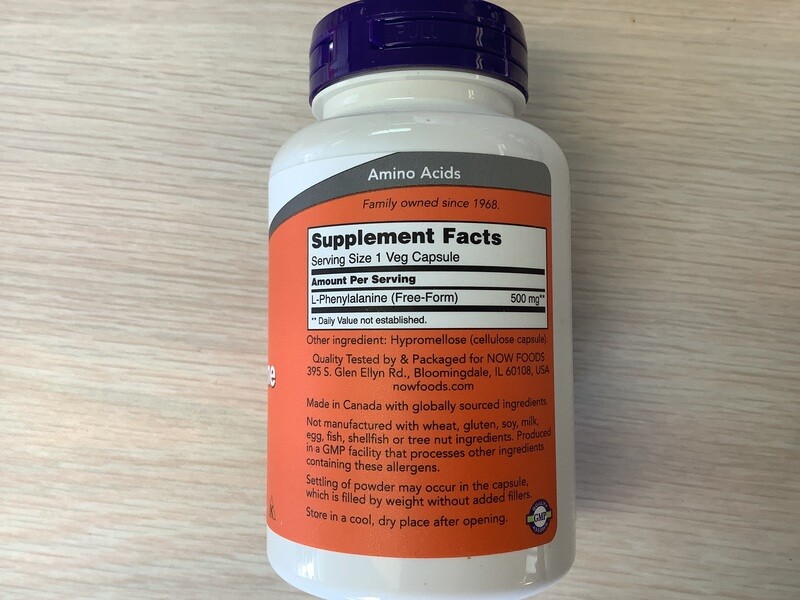 Amino Acids
Family owned since 1968.
Supplement Facts
Serving Size 1 Veg Capsule
Amount Per Serving
L-Phenylalanine (Free-Form) 500 mg**
** Daily Value not established.
Other ingredient: Hypromellose (cellulose capsule).
Quality Tested by & Packaged for NOW FOODS
395 S. Glen Ellyn Rd., Bloomingdale, IL 60108, USA
nowfoods.com
Made in Canada with globally sourced ingredients.
Not manufactured with wheat, gluten, soy, milk,
egg, fish, shellfish or tree nut ingredients. Produced
in a GMP facility that processes other ingredients
containing these allergens.
Settling of powder may occur in the capsule,
which is filled by weight without added fillers.
Store in a cool, dry place after opening.
GMP